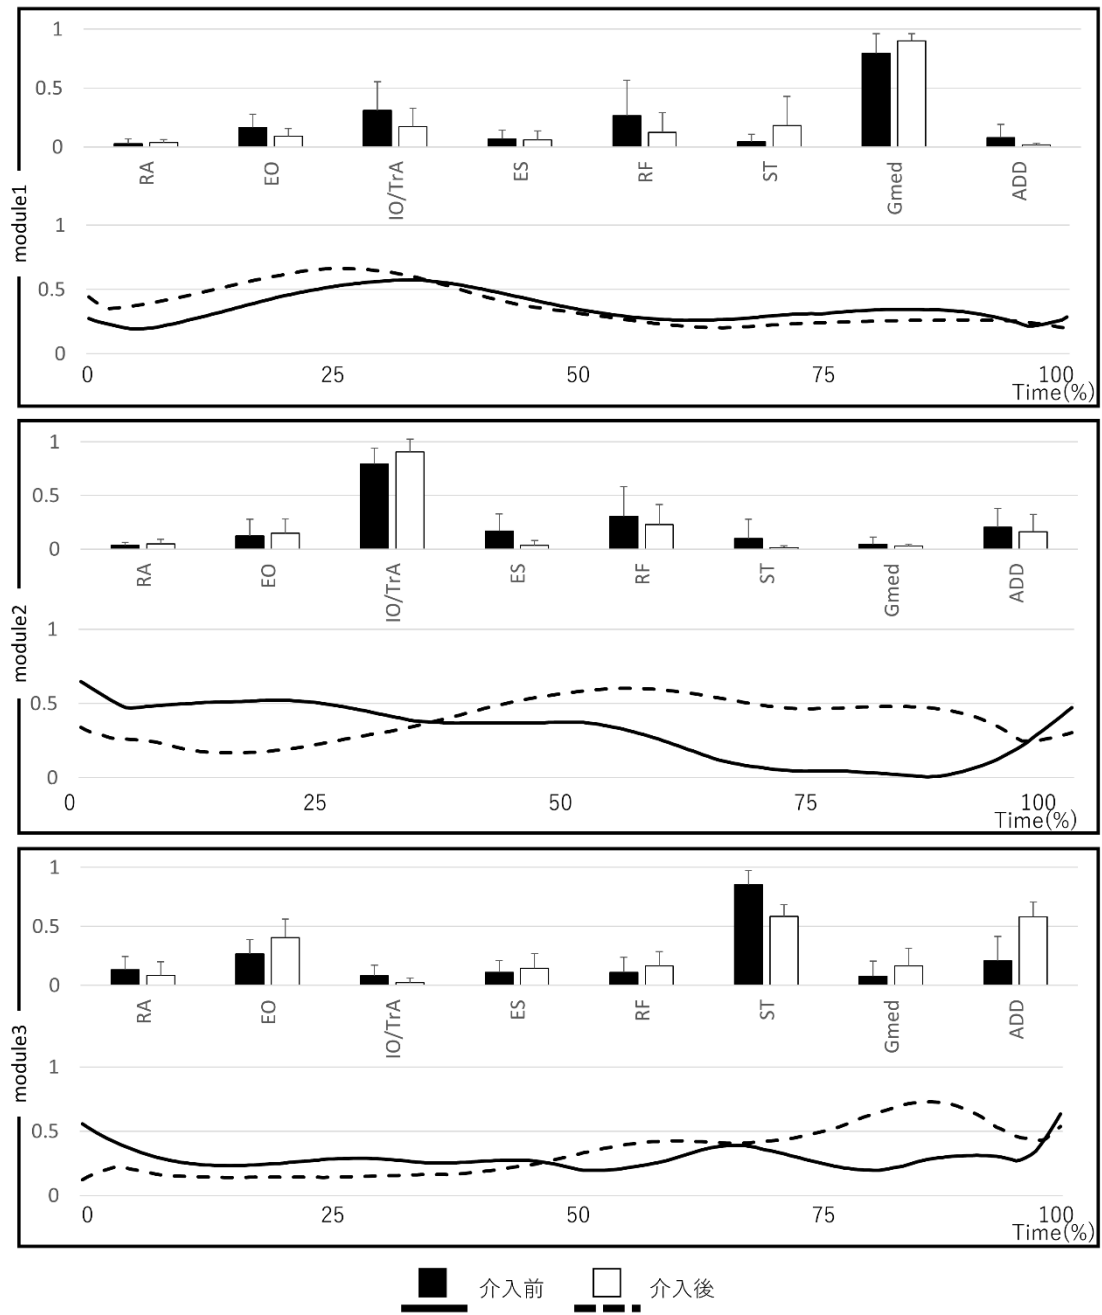 module1
1
0.5
0
RA EO IO/TrA ES RF ST Gmed ADD
1
0.5
0
0 25 50 75 100
Time(%)
module2
1
0.5
0
RA EO IO/TrA ES RF ST Gmed ADD
1
0.5
0
0 25 50 75 100
Time(%)
module3
1
0.5
0
RA EO IO/TrA ES RF ST Gmed ADD
1
0.5
0
0 25 50 75 100
Time(%)
介入前 介入後